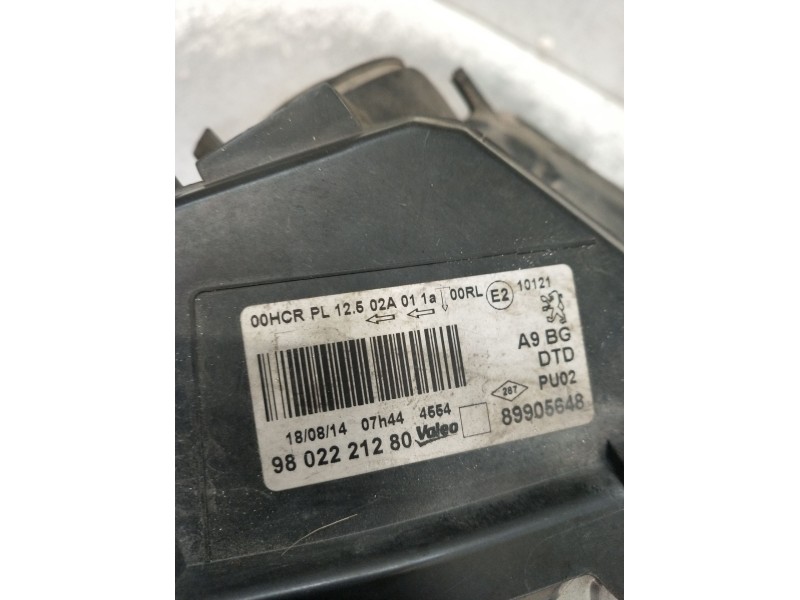 00HCR PL 12.5 02A 01 1a 00RL E2 10121
A9 BG
DTD
PU02
287
18/08/14 07h44 4554
98 022 212 80 Valeo 89905648